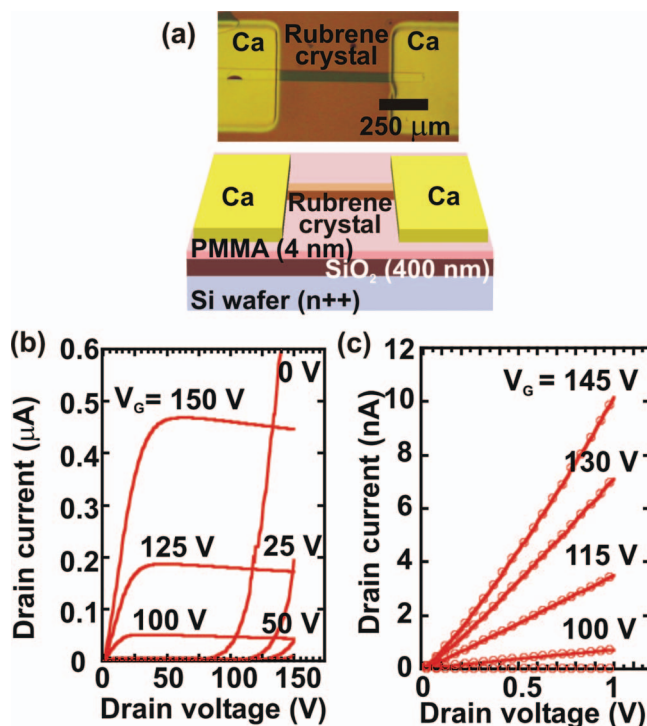 (a)
Ca
Rubrene
crystal
Ca
250 μm
Ca
Rubrene
crystal
Ca
PMMA (4 nm)
SiO₂ (400 nm)
Si wafer (n++)
(b)
Drain current (μA)
0.6
0.5
0.4
0.3
0.2
0.1
0
V_G= 150 V
0 V
125 V
25 V
100 V
50 V
0 50 100 150
Drain voltage (V)
(c)
Drain current (nA)
12
10
8
6
4
2
0
V_G = 145 V
130 V
115 V
100 V
0 0.5 1
Drain voltage (V)